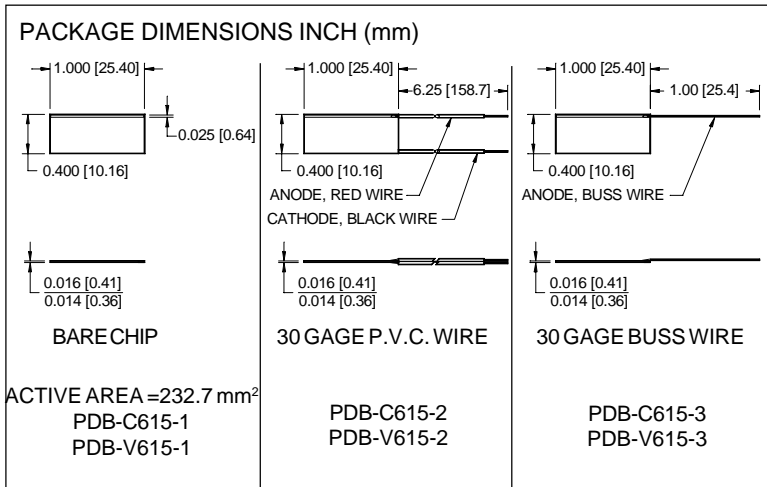 PACKAGE DIMENSIONS INCH (mm)
1.000 [25.40]
0.025 [0.64]
0.400 [10.16]
0.016 [0.41]
0.014 [0.36]
BARE CHIP
ACTIVE AREA =232.7 mm²
PDB-C615-1
PDB-V615-1
1.000 [25.40]
6.25 [158.7]
0.400 [10.16]
ANODE, RED WIRE
CATHODE, BLACK WIRE
0.016 [0.41]
0.014 [0.36]
30 GAGE P.V.C. WIRE
PDB-C615-2
PDB-V615-2
1.000 [25.40]
1.00 [25.4]
0.400 [10.16]
ANODE, BUSS WIRE
0.016 [0.41]
0.014 [0.36]
30 GAGE BUSS WIRE
PDB-C615-3
PDB-V615-3